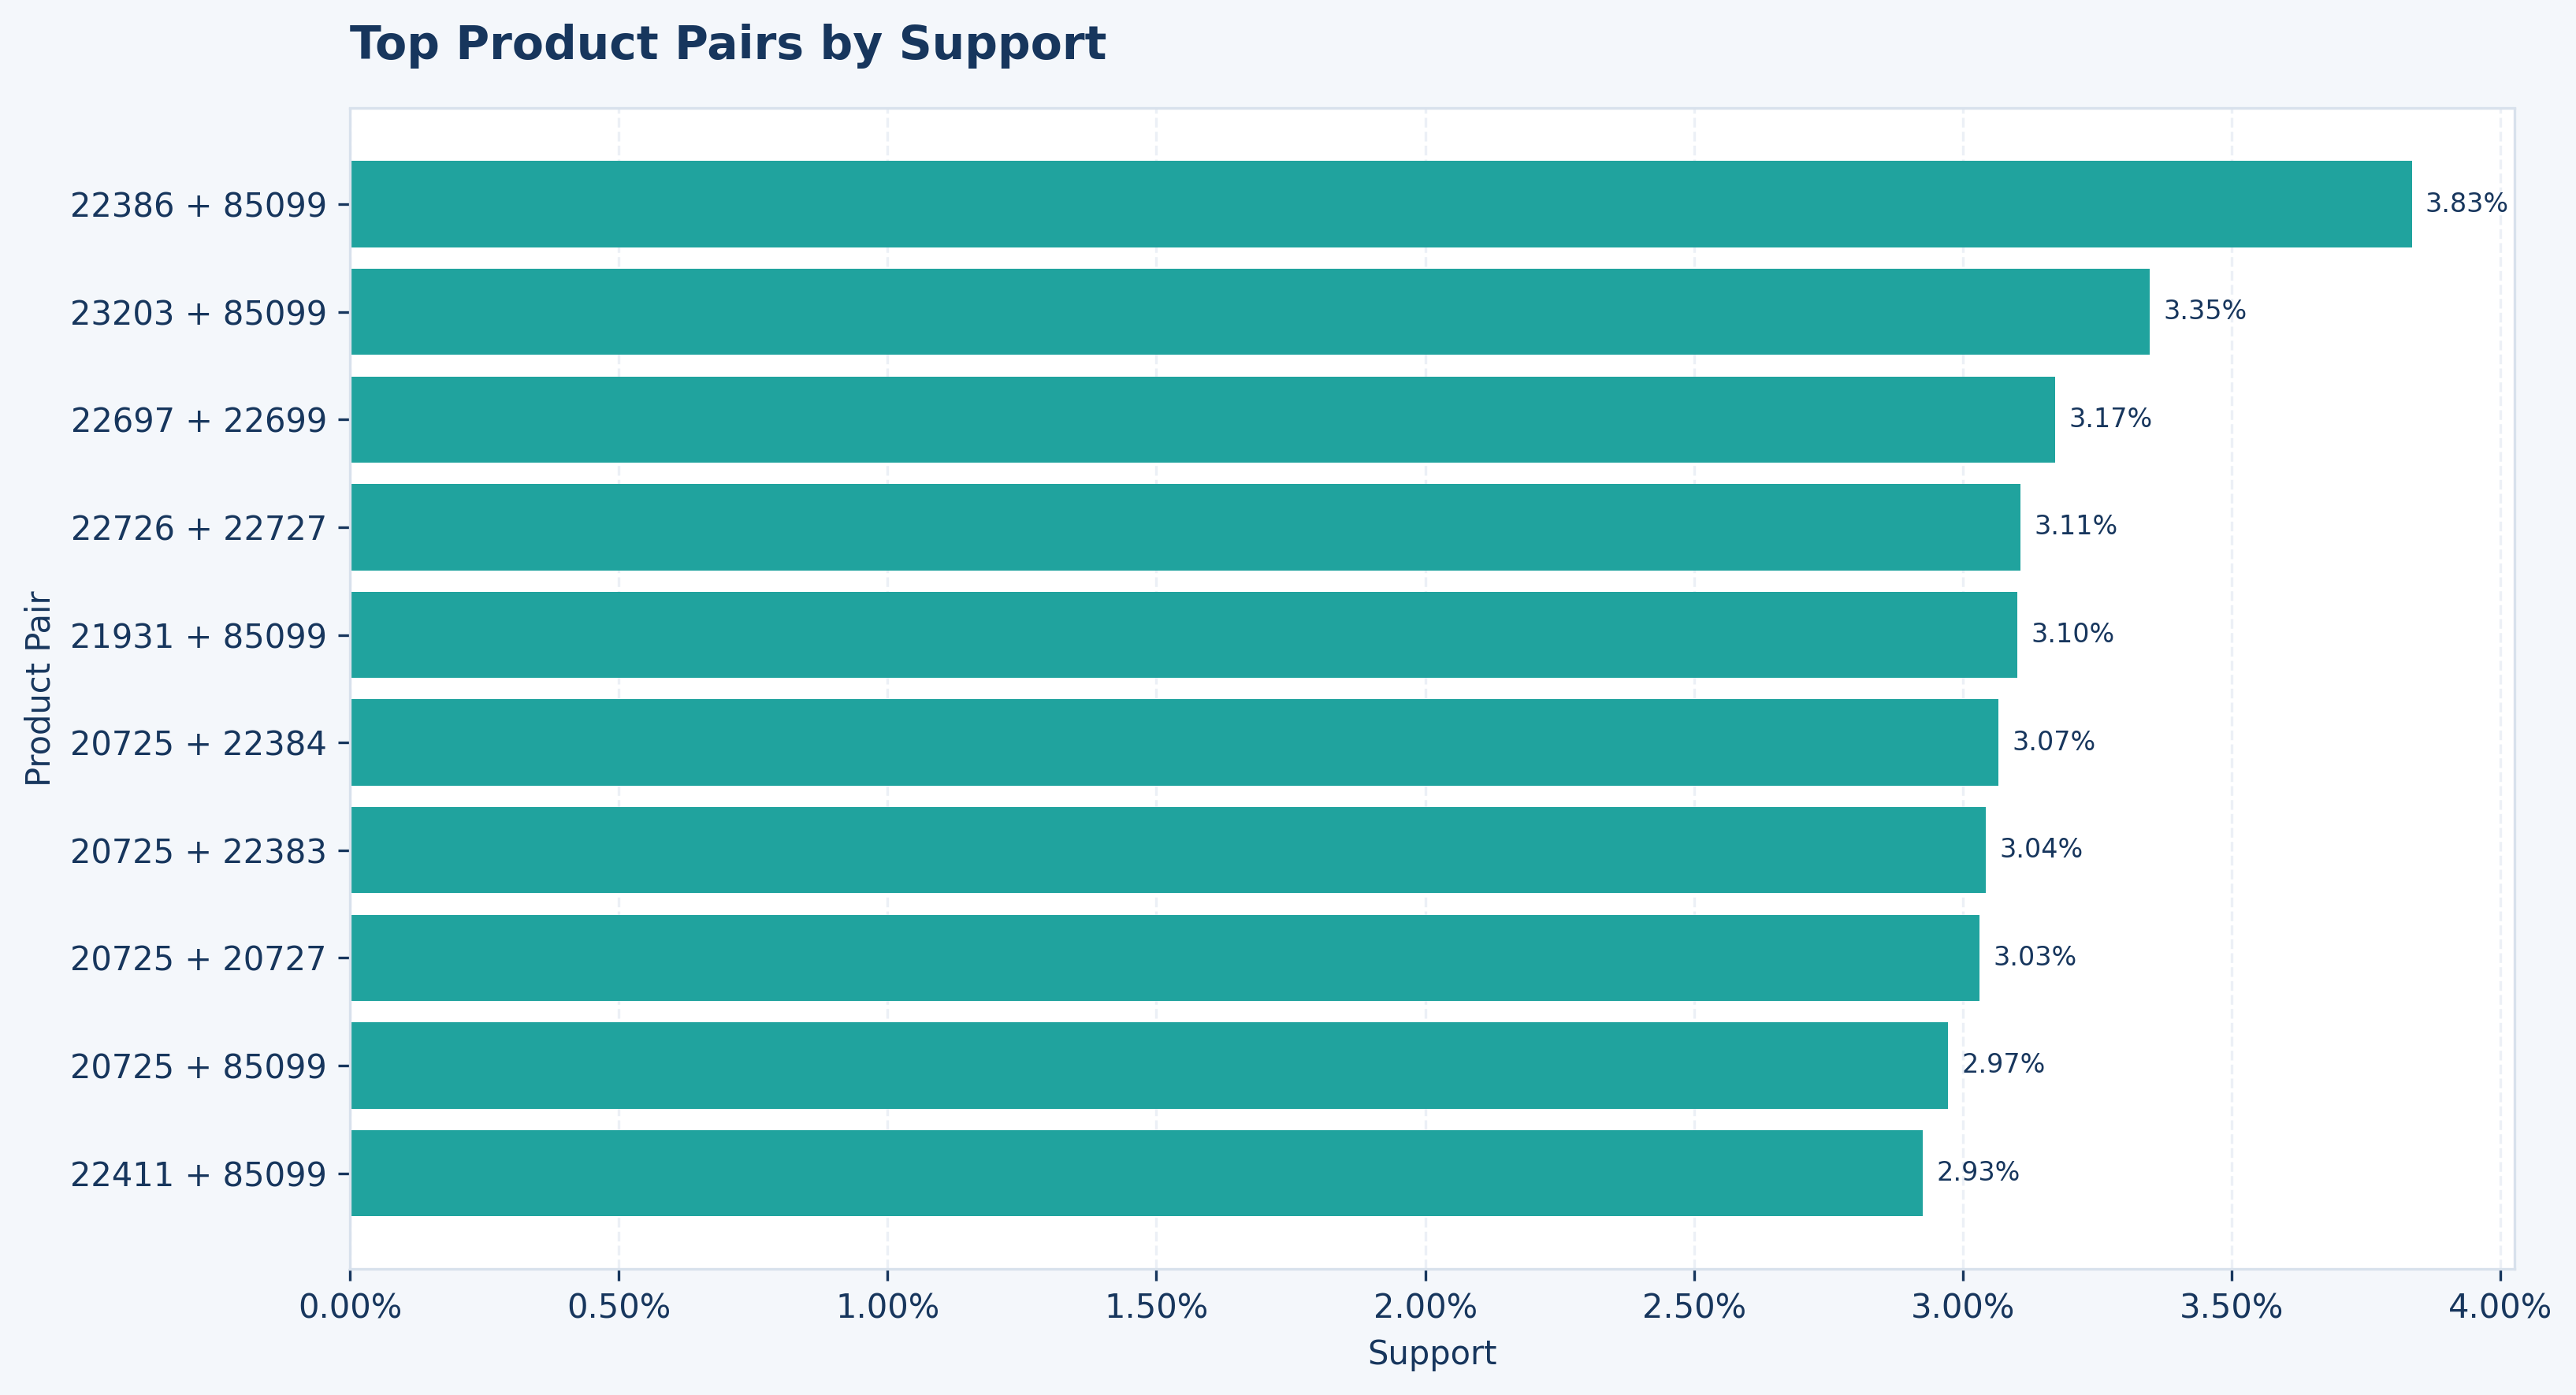 Top Product Pairs by Support
Product Pair
22386 + 85099 3.83%
23203 + 85099 3.35%
22697 + 22699 3.17%
22726 + 22727 3.11%
21931 + 85099 3.10%
20725 + 22384 3.07%
20725 + 22383 3.04%
20725 + 20727 3.03%
20725 + 85099 2.97%
22411 + 85099 2.93%
0.00% 0.50% 1.00% 1.50% 2.00% 2.50% 3.00% 3.50% 4.00%
Support